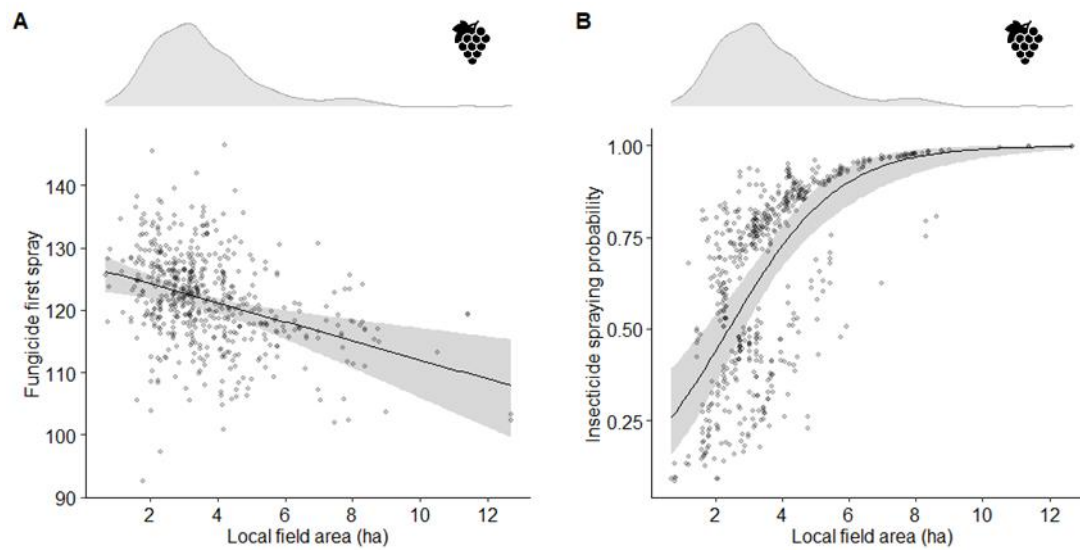 A
Fungicide first spray
140
130
120
110
100
90
2 4 6 8 10 12
Local field area (ha)
B
Insecticide spraying probability
1.00
0.75
0.50
0.25
2 4 6 8 10 12
Local field area (ha)